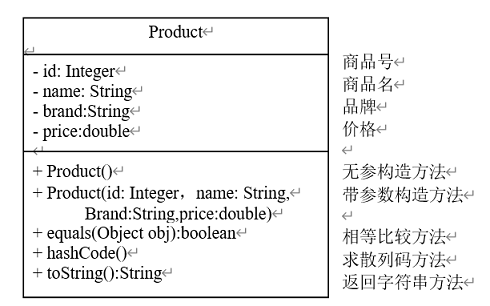 Product
- id: Integer 商品号
- name: String 商品名
- brand:String 品牌
- price:double 价格
+ Product() 无参构造方法
+ Product(id: Integer，name: String, 带参数构造方法
Brand:String,price:double)
+ equals(Object obj):boolean 相等比较方法
+ hashCode() 求散列码方法
+ toString():String 返回字符串方法